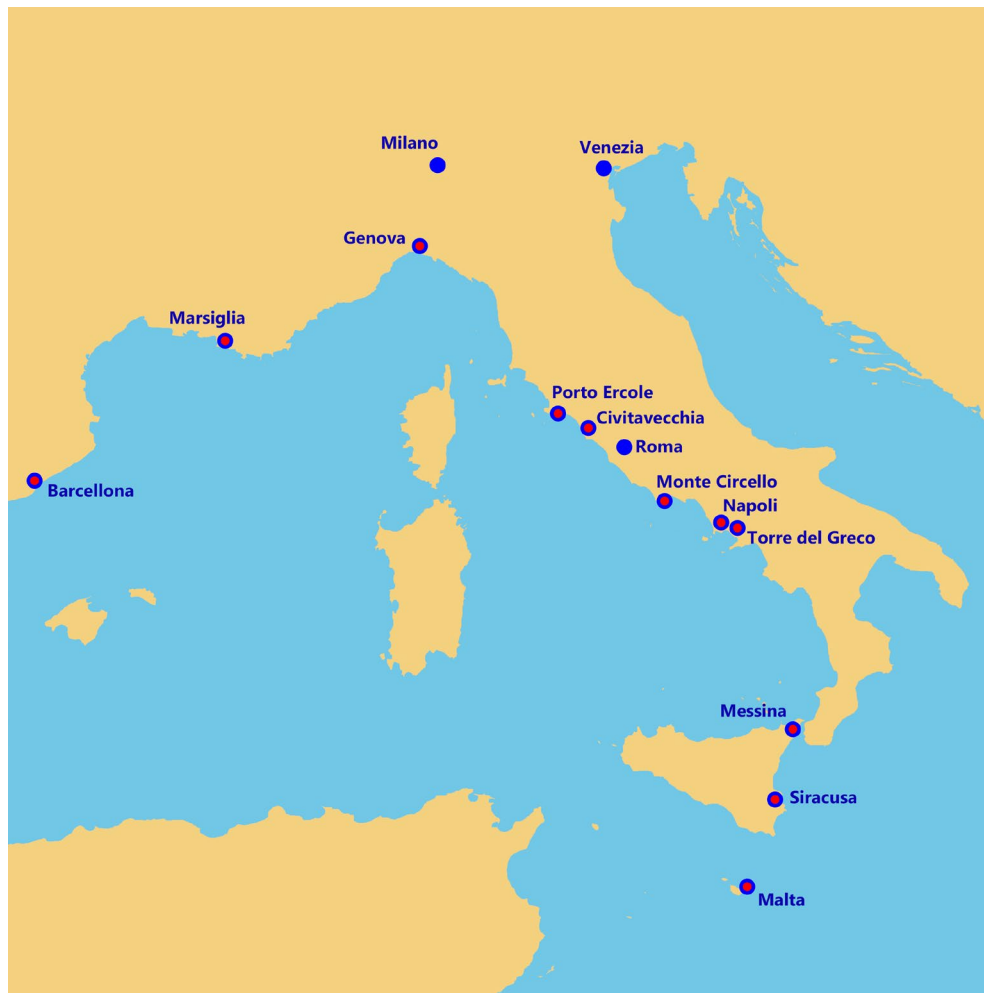 Milano
Venezia
Genova
Marsiglia
Porto Ercole
Civitavecchia
Roma
Monte Circello
Barcellona
Napoli
Torre del Greco
Messina
Siracusa
Malta